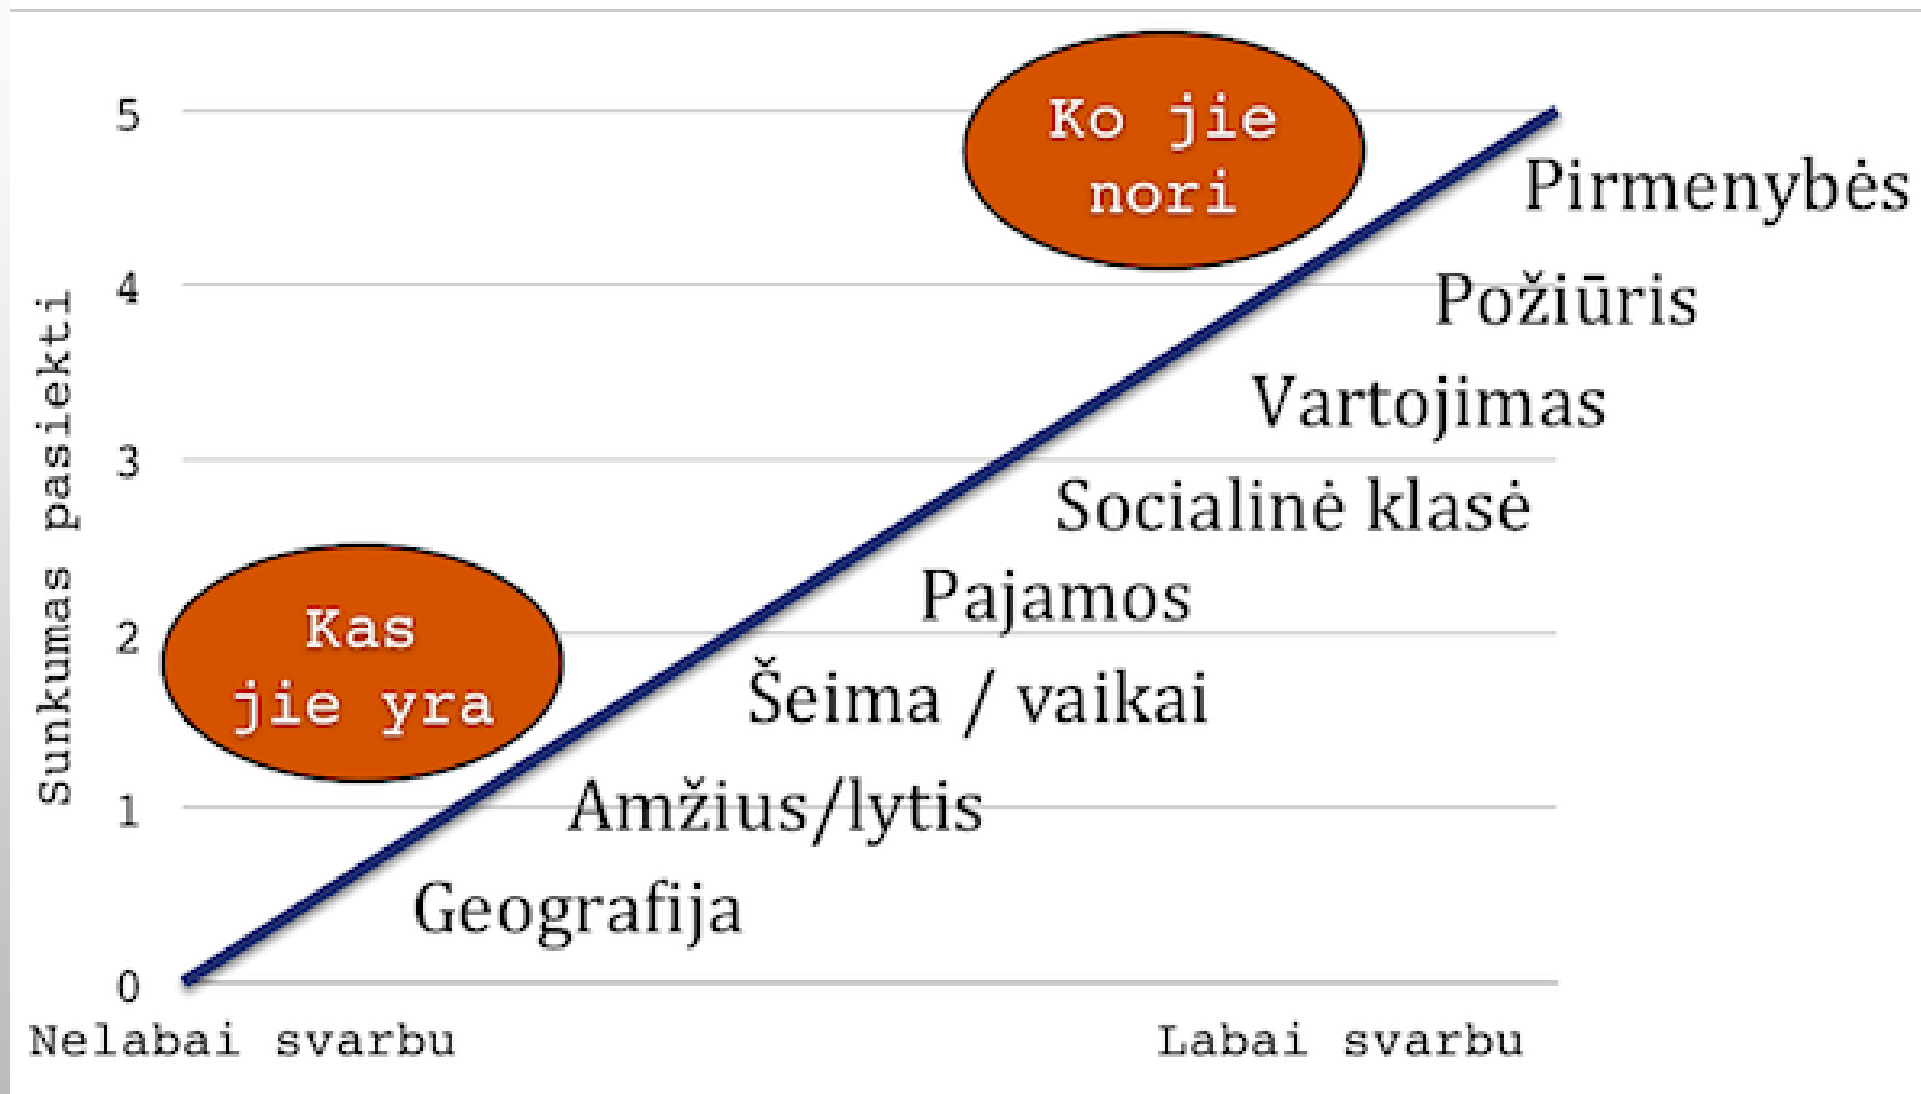 5
4
3
2
1
0
Sunkumas pasiekti
Ko jie
nori
Kas
jie yra
Pirmenybės
Požiūris
Vartojimas
Socialinė klasė
Pajamos
Šeima / vaikai
Amžius/lytis
Geografija
Nelabai svarbu
Labai svarbu